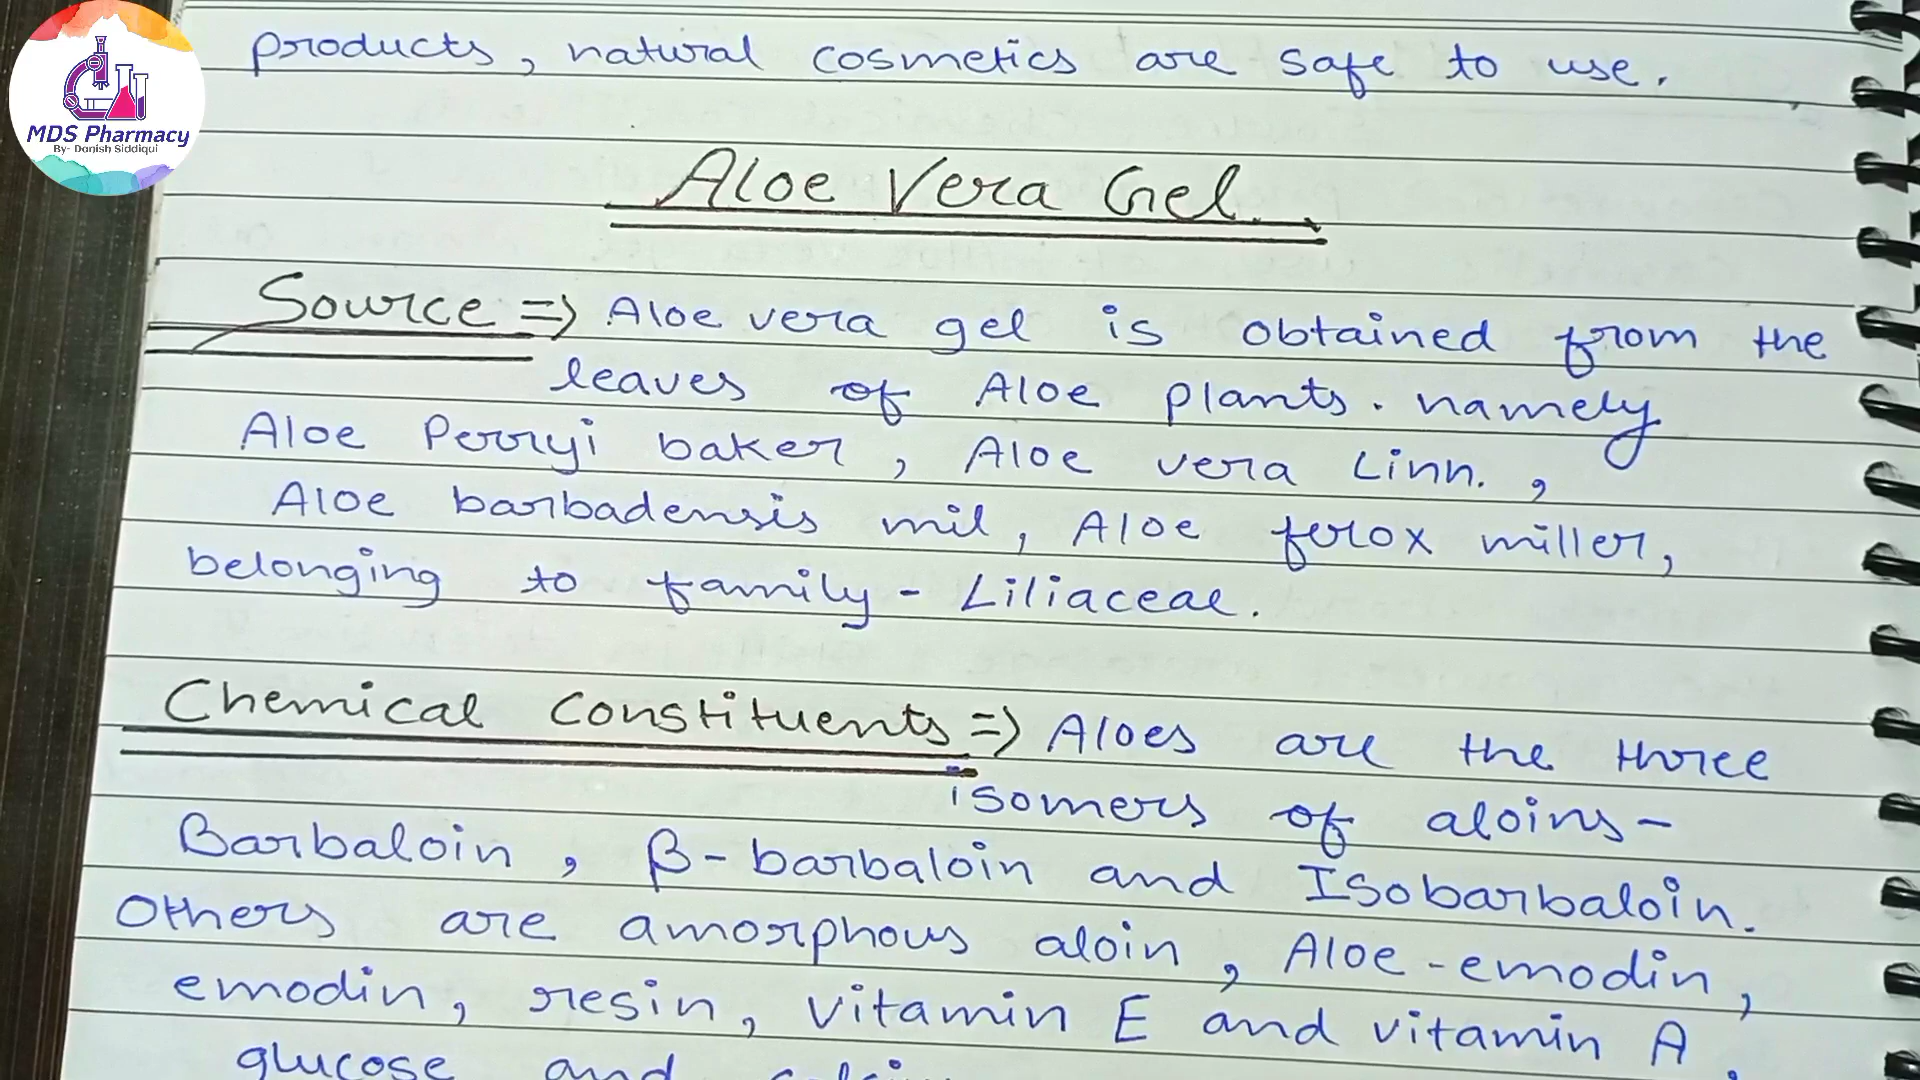 MDS Pharmacy
By- Danish Siddiqui
products, natural cosmetics are safe to use.
Aloe Vera Gel.
Source => Aloe vera gel is obtained from the
leaves of Aloe plants. namely
Aloe Perryi baker, Aloe vera Linn.,
Aloe barbadensis mil, Aloe ferox miller,
belonging to family - Liliaceae.
Chemical Constituents => Aloes are the three
isomers of aloins-
Barbaloin, β-barbaloin and Isobarbaloin.
Others are amorphous aloin, Aloe-emodin,
emodin, resin, vitamin E and vitamin A,
glucose and